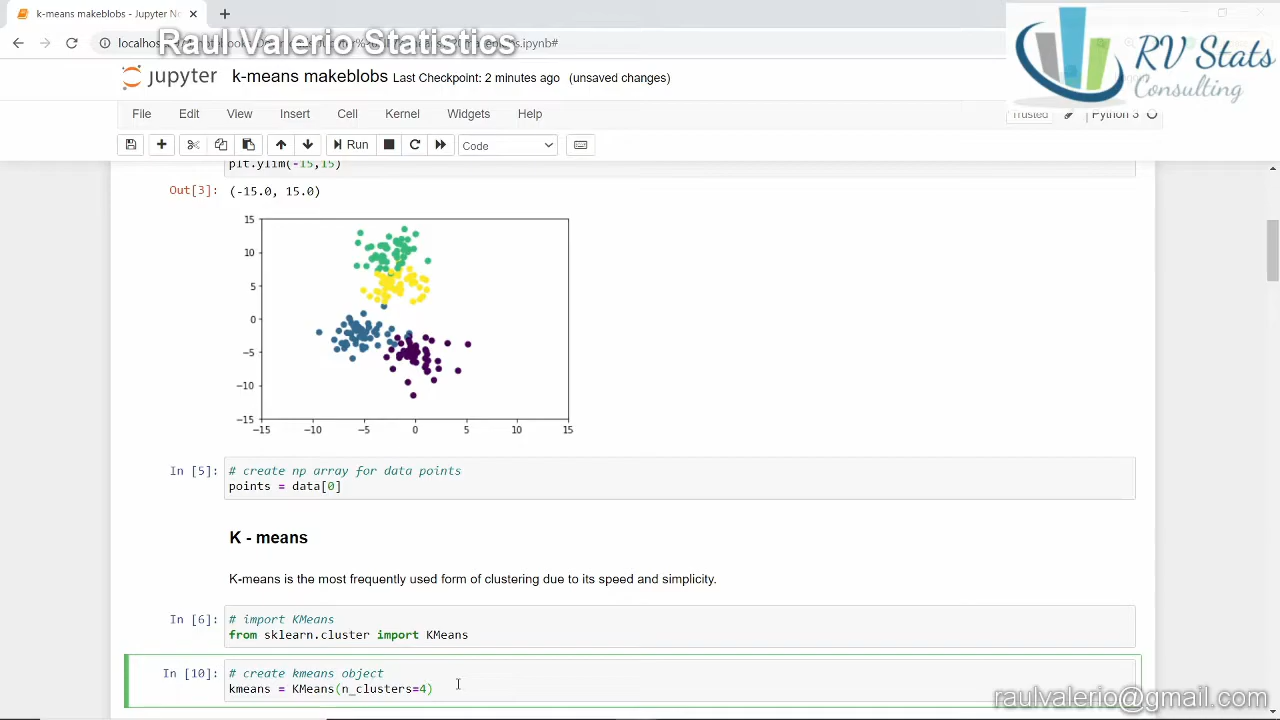 k-means makeblobs - Jupyter No
localhos
Raul Valerio Statistics
RV Stats
Consulting
jupyter k-means makeblobs Last Checkpoint: 2 minutes ago (unsaved changes)
File Edit View Insert Cell Kernel Widgets Help
Trusted Python 3
Run Code
plt.ylim(-15,15)
Out[3]: (-15.0, 15.0)
15
10
5
0
−5
−10
−15
−15 −10 −5 0 5 10 15
In [5]: # create np array for data points
points = data[0]
K - means
K-means is the most frequently used form of clustering due to its speed and simplicity.
In [6]: # import KMeans
from sklearn.cluster import KMeans
In [10]: # create kmeans object
kmeans = KMeans(n_clusters=4)
raulvalerio@gmail.com